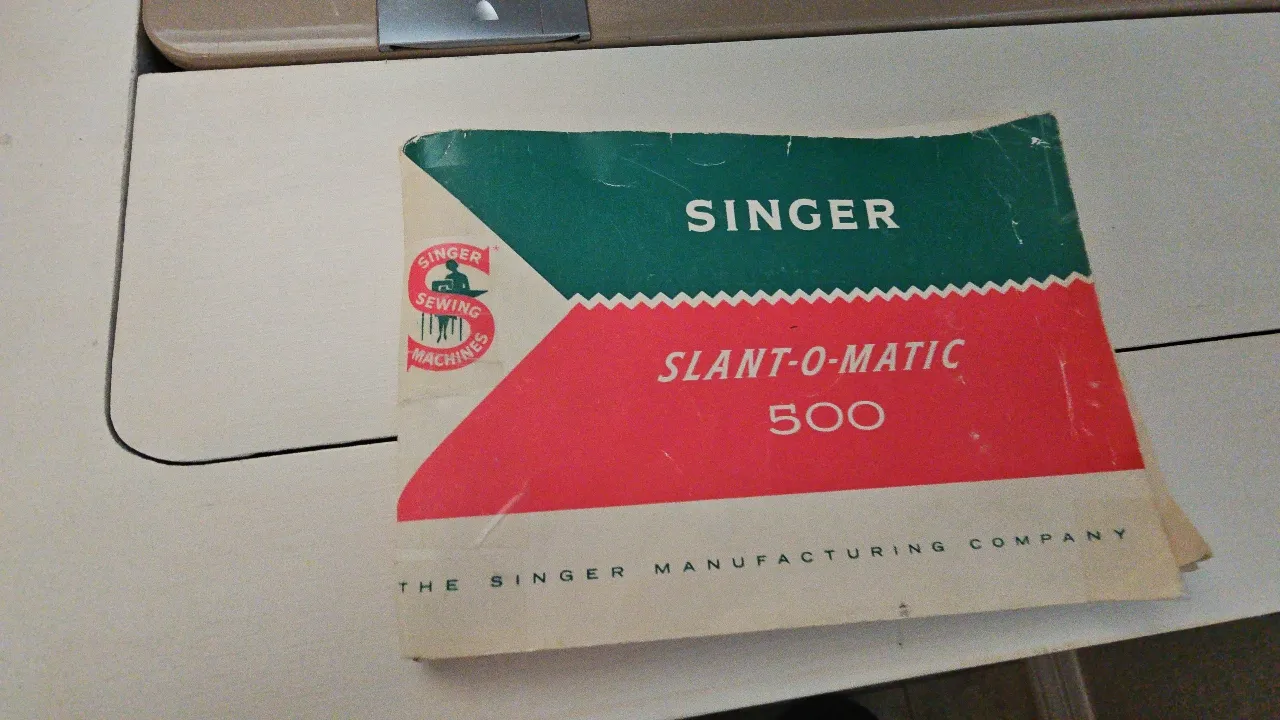 SINGER
SINGER
SEWING
MACHINES
SLANT-O-MATIC
500
THE SINGER MANUFACTURING COMPANY